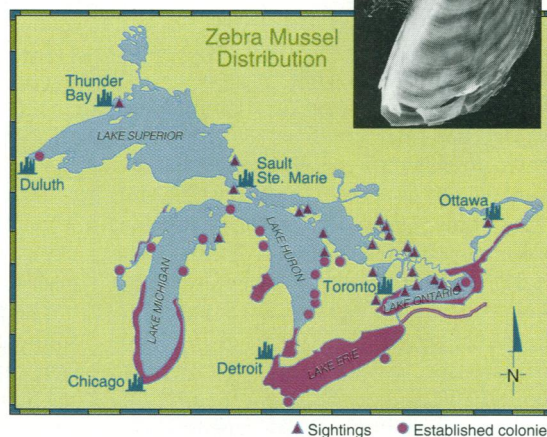 Zebra Mussel
Distribution
Thunder
Bay
LAKE SUPERIOR
Duluth
Sault
Ste. Marie
Ottawa
LAKE HURON
LAKE MICHIGAN
Toronto
LAKE ONTARIO
Detroit
LAKE ERIE
Chicago
N
Sightings
Established colonie